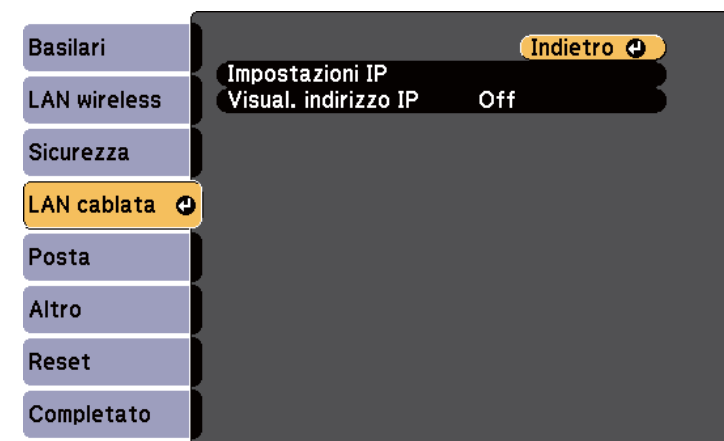 Basilari
LAN wireless
Sicurezza
LAN cablata
Posta
Altro
Reset
Completato
Indietro
Impostazioni IP
Visual. indirizzo IP Off